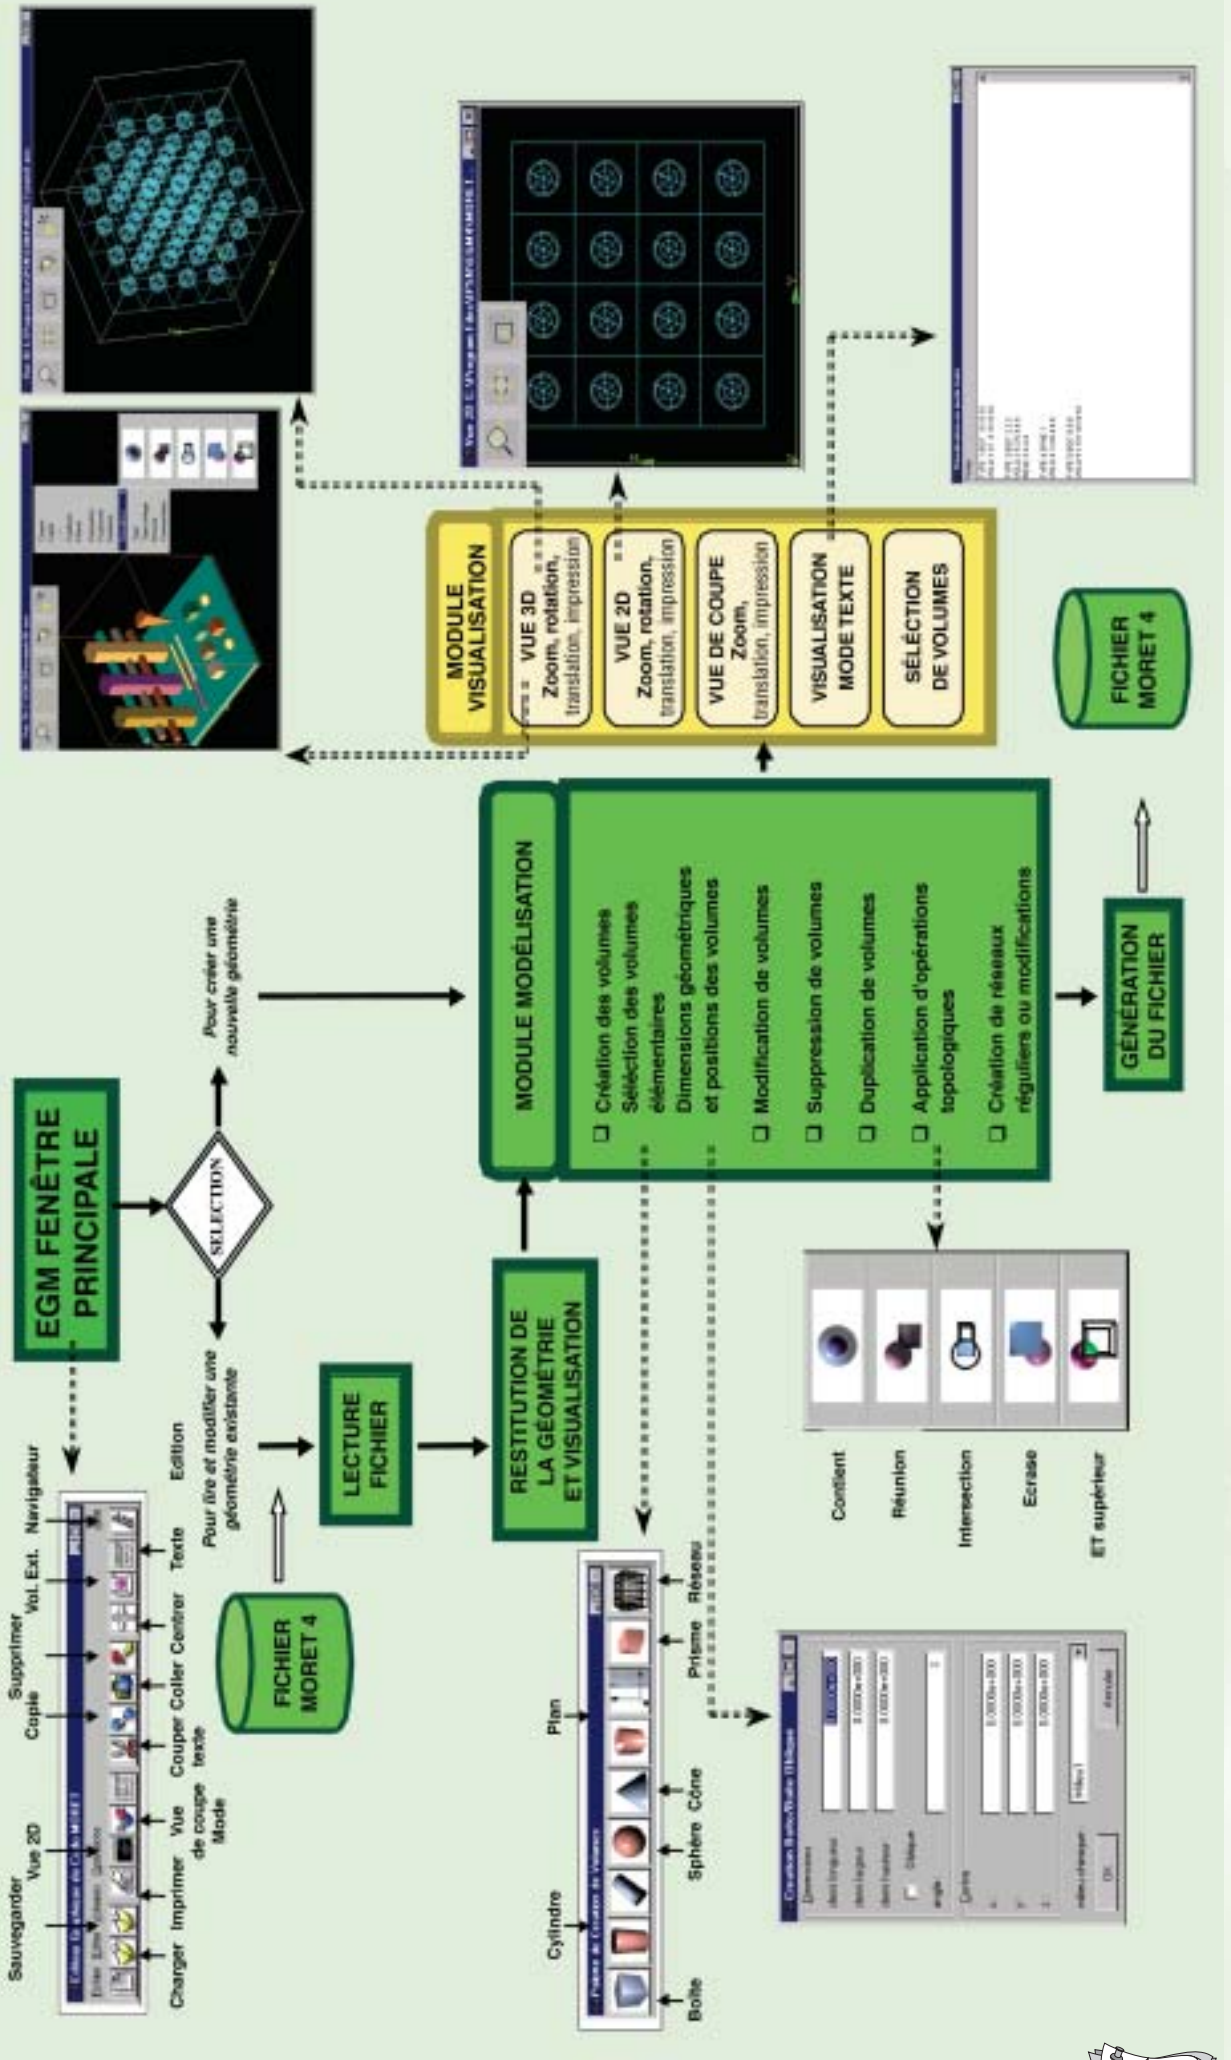 EGM FENÊTRE
PRINCIPALE
Sauvegarder
Vue 2D
Copie
Supprimer
Vol. Ext.
Navigateur
Charger
Imprimer
Vue
de coupe
Mode
texte
Couper
Coller
Centrer
Texte
Edition
SELECTION
Pour lire et modifier une
géométrie existante
Pour créer une
nouvelle géométrie
FICHIER
MORET 4
LECTURE
FICHIER
RESTITUTION DE
LA GÉOMÉTRIE
ET VISUALISATION
MODULE MODÉLISATION
❏ Création des volumes
Séléction des volumes
élémentaires
Dimensions géométriques
et positions des volumes
❏ Modification de volumes
❏ Suppression de volumes
❏ Duplication de volumes
❏ Application d'opérations
topologiques
❏ Création de réseaux
réguliers ou modifications
MODULE
VISUALISATION
VUE 3D
Zoom, rotation,
translation, impression
VUE 2D
Zoom, rotation,
translation, impression
VUE DE COUPE
Zoom,
translation, impression
VISUALISATION
MODE TEXTE
SÉLÉCTION
DE VOLUMES
GÉNÉRATION
DU FICHIER
FICHIER
MORET 4
Cylindre
Plan
Boîte
Sphère
Cône
Prisme
Réseau
Contient
Réunion
Intersection
Ecrase
ET supérieur